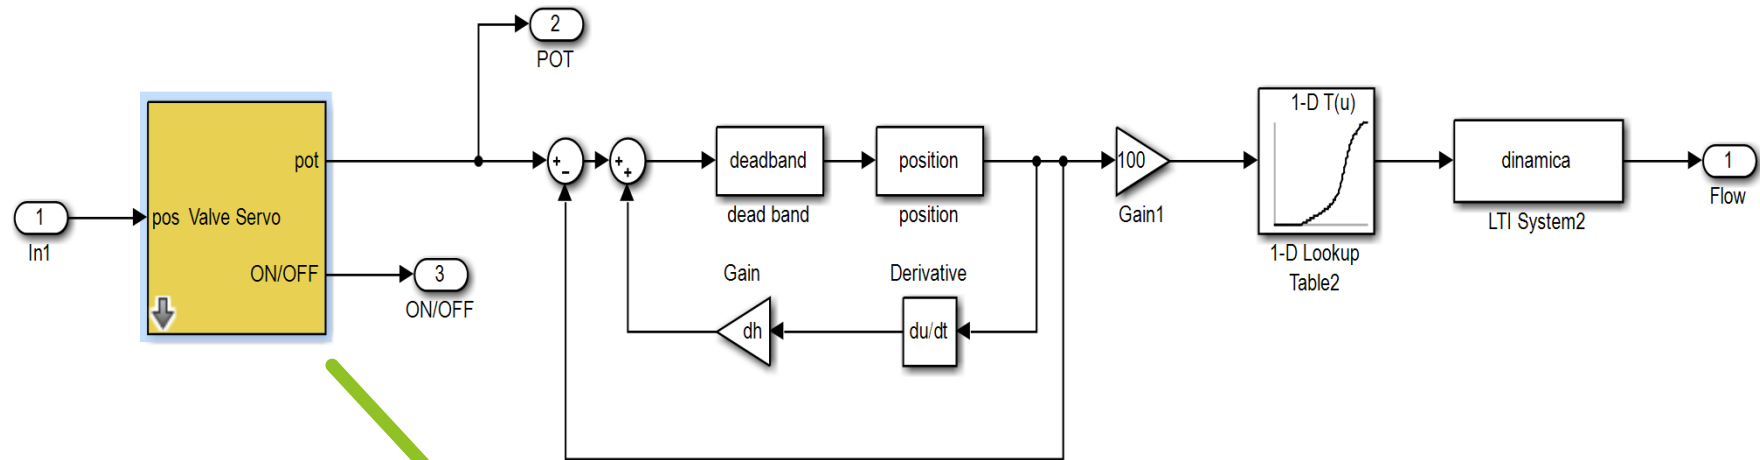 2
POT
1
In1
pos Valve Servo
pot
ON/OFF
3
ON/OFF
+
−
+
+
deadband
dead band
position
position
Gain
dh
Derivative
du/dt
100
Gain1
1-D T(u)
1-D Lookup
Table2
dinamica
LTI System2
1
Flow